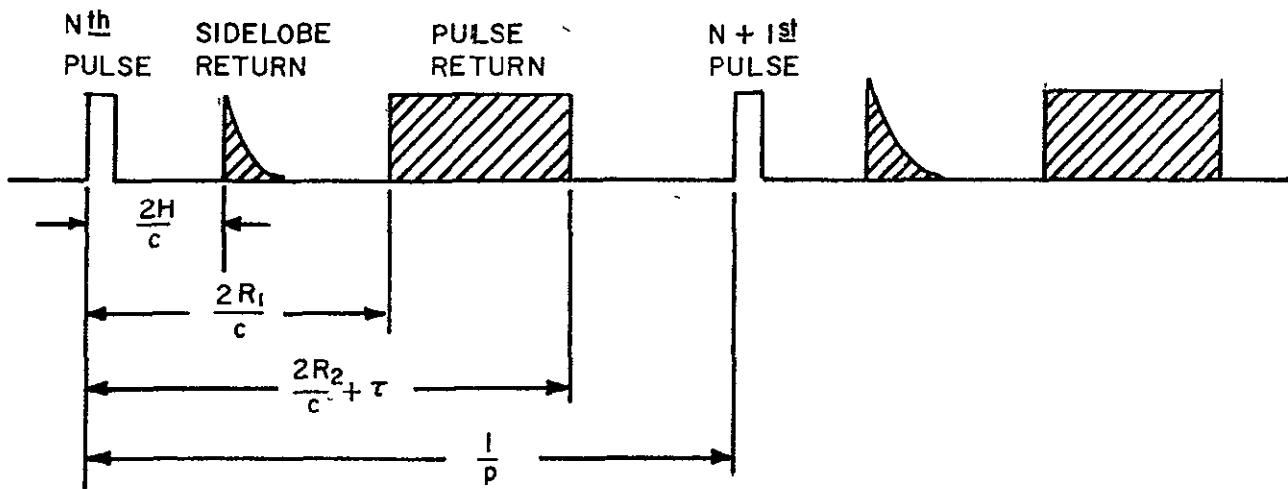 Nth PULSE
SIDELOBE RETURN
PULSE RETURN
N + 1st PULSE
2H/c
2R₁/c
2R₂/c + τ
1/p